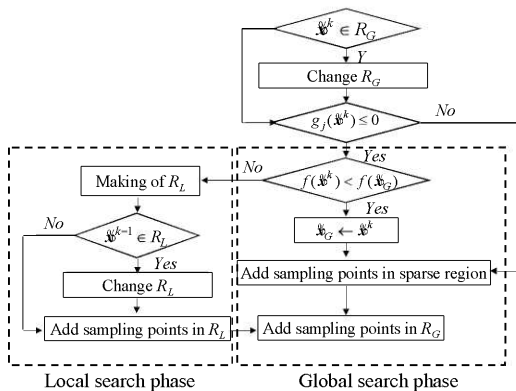 x̃^k ∈ R_G
Y
Change R_G
g_j(x̃^k) ≤ 0
No
Yes
No
f(x̃^k) < f(x̃_G)
Making of R_L
Yes
No
x̃^{k-1} ∈ R_L
x̃_G ← x̃^k
Yes
Add sampling points in sparse region
Change R_L
Add sampling points in R_L
Add sampling points in R_G
Local search phase
Global search phase